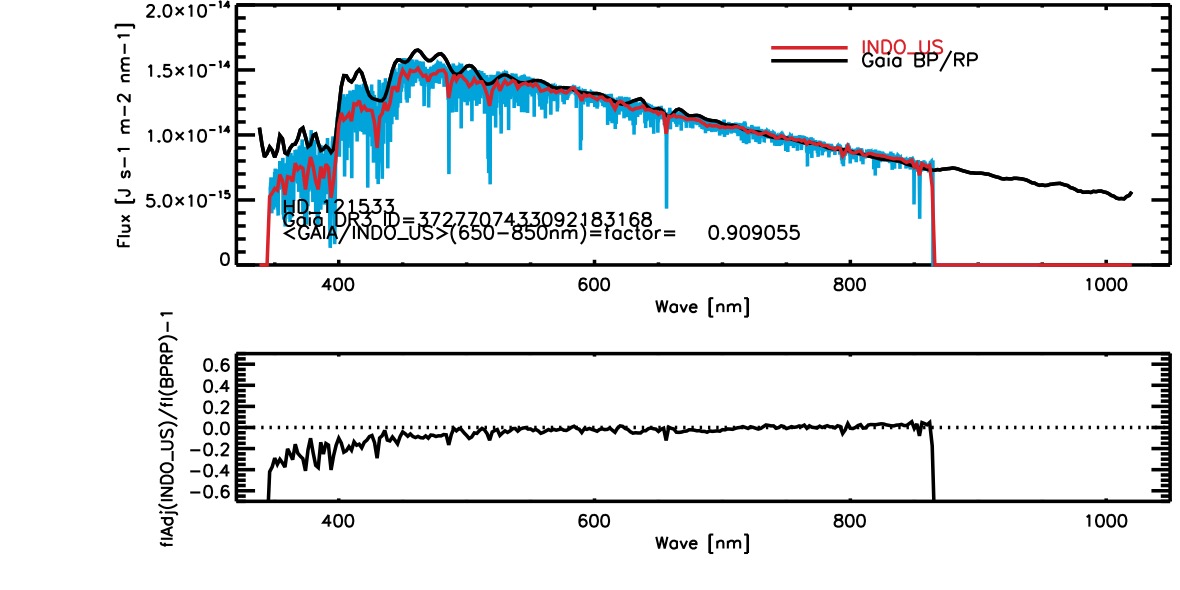 2.0×10⁻¹⁴
1.5×10⁻¹⁴
1.0×10⁻¹⁴
5.0×10⁻¹⁵
0
Flux [J s−1 m−2 nm−1]
INDO_US
Gaia BP/RP
HD_121533
Gaia DR3 ID=3727707433092183168
<GAIA/INDO_US>(650−850nm)=factor= 0.909055
400 600 800 1000
Wave [nm]
flAdj(INDO_US)/fl(BPRP)−1
0.6
0.4
0.2
0.0
−0.2
−0.4
−0.6
400 600 800 1000
Wave [nm]